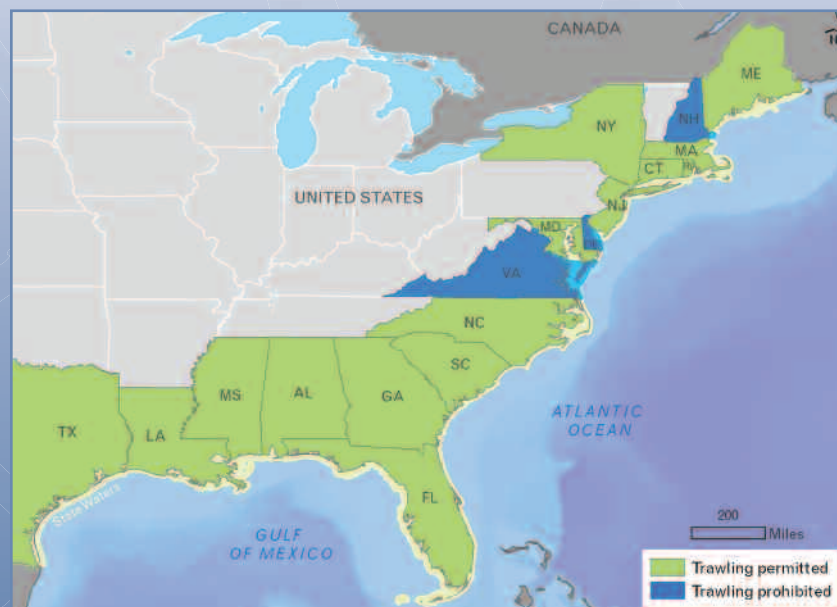 CANADA
ME
NH
NY
MA
CT
RI
UNITED STATES
NJ
MD
DE
VA
NC
SC
MS
AL
GA
TX
LA
ATLANTIC
OCEAN
FL
State Waters
GULF
OF MEXICO
200
Miles
Trawling permitted
Trawling prohibited